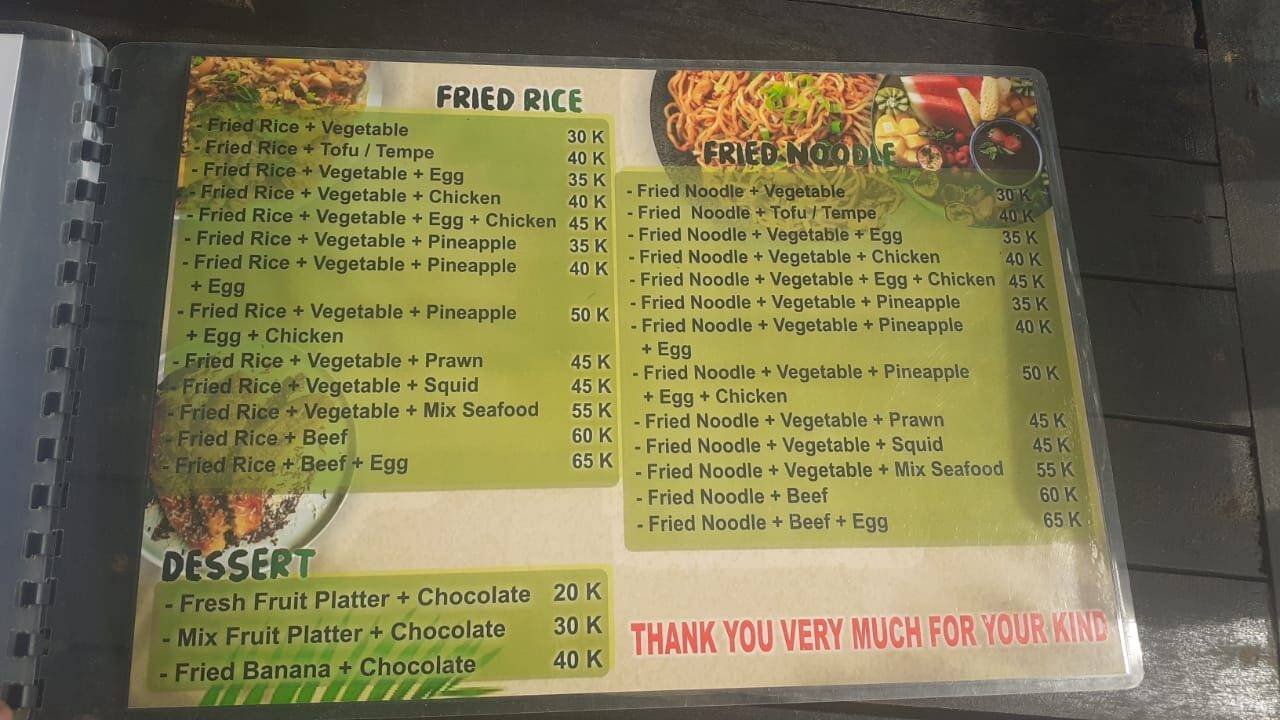 FRIED RICE
- Fried Rice + Vegetable 30 K
- Fried Rice + Tofu / Tempe 40 K
- Fried Rice + Vegetable + Egg 35 K
- Fried Rice + Vegetable + Chicken 40 K
- Fried Rice + Vegetable + Egg + Chicken 45 K
- Fried Rice + Vegetable + Pineapple 35 K
- Fried Rice + Vegetable + Pineapple 40 K
+ Egg
- Fried Rice + Vegetable + Pineapple 50 K
+ Egg + Chicken
- Fried Rice + Vegetable + Prawn 45 K
- Fried Rice + Vegetable + Squid 45 K
- Fried Rice + Vegetable + Mix Seafood 55 K
- Fried Rice + Beef 60 K
- Fried Rice + Beef + Egg 65 K
DESSERT
- Fresh Fruit Platter + Chocolate 20 K
- Mix Fruit Platter + Chocolate 30 K
- Fried Banana + Chocolate 40 K
FRIED NOODLE
- Fried Noodle + Vegetable 30 K
- Fried Noodle + Tofu / Tempe 40 K
- Fried Noodle + Vegetable + Egg 35 K
- Fried Noodle + Vegetable + Chicken 40 K
- Fried Noodle + Vegetable + Egg + Chicken 45 K
- Fried Noodle + Vegetable + Pineapple 35 K
- Fried Noodle + Vegetable + Pineapple 40 K
+ Egg
- Fried Noodle + Vegetable + Pineapple 50 K
+ Egg + Chicken
- Fried Noodle + Vegetable + Prawn 45 K
- Fried Noodle + Vegetable + Squid 45 K
- Fried Noodle + Vegetable + Mix Seafood 55 K
- Fried Noodle + Beef 60 K
- Fried Noodle + Beef + Egg 65 K
THANK YOU VERY MUCH FOR YOUR KIND